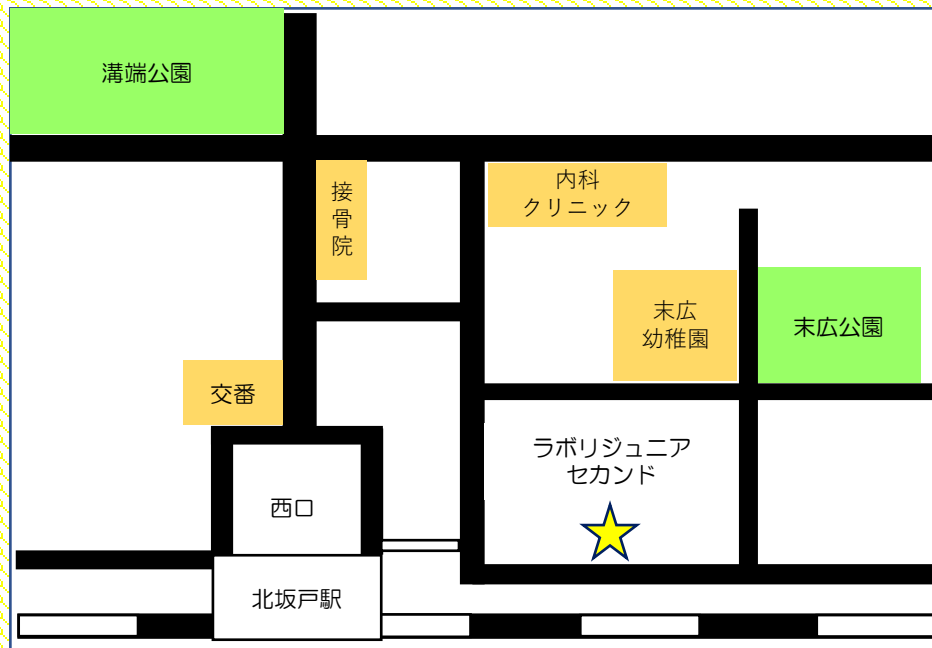 溝端公園
接
骨
院
内科
クリニック
末広
幼稚園
末広公園
交番
ラボリジュニア
セカンド
西口
北坂戸駅